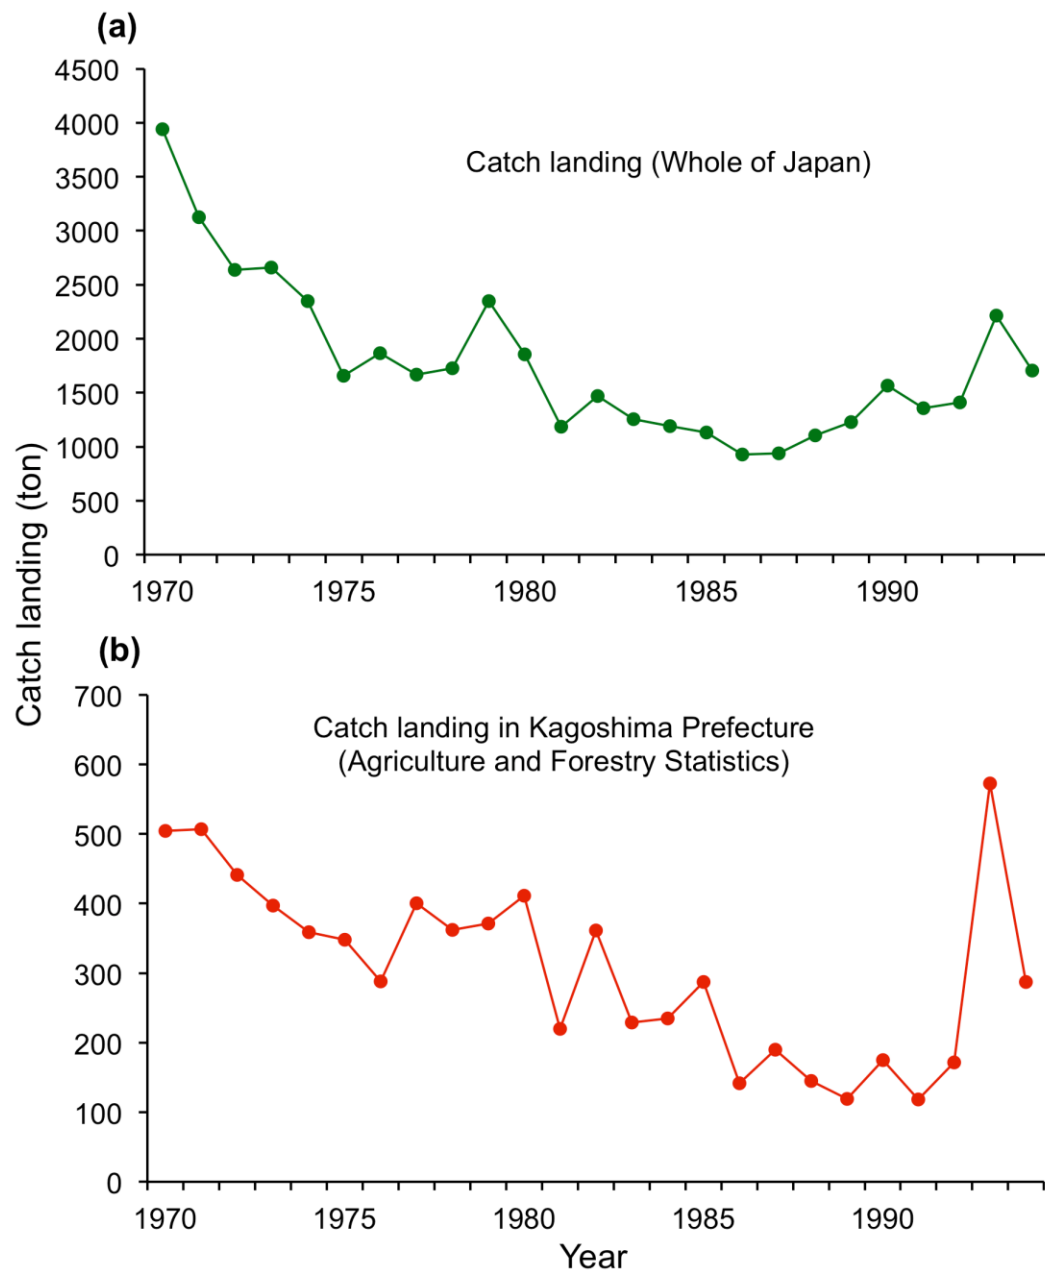 (a)
4500
4000
3500
3000
2500
2000
1500
1000
500
0
Catch landing (Whole of Japan)
1970 1975 1980 1985 1990
Catch landing (ton)
(b)
700
600
500
400
300
200
100
0
Catch landing in Kagoshima Prefecture
(Agriculture and Forestry Statistics)
1970 1975 1980 1985 1990
Year